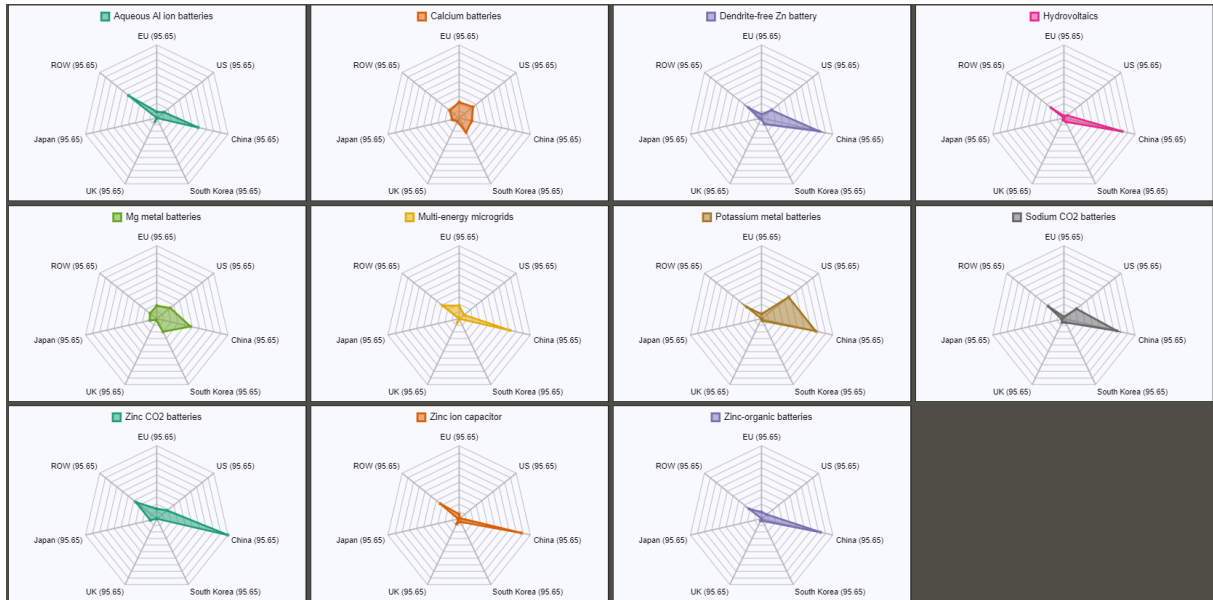 Aqueous Al ion batteries
EU (95.65)
ROW (95.65)
US (95.65)
Japan (95.65)
China (95.65)
UK (95.65)
South Korea (95.65)
Calcium batteries
EU (95.65)
ROW (95.65)
US (95.65)
Japan (95.65)
China (95.65)
UK (95.65)
South Korea (95.65)
Dendrite-free Zn battery
EU (95.65)
ROW (95.65)
US (95.65)
Japan (95.65)
China (95.65)
UK (95.65)
South Korea (95.65)
Hydrovoltaics
EU (95.65)
ROW (95.65)
US (95.65)
Japan (95.65)
China (95.65)
UK (95.65)
South Korea (95.65)
Mg metal batteries
EU (95.65)
ROW (95.65)
US (95.65)
Japan (95.65)
China (95.65)
UK (95.65)
South Korea (95.65)
Multi-energy microgrids
EU (95.65)
ROW (95.65)
US (95.65)
Japan (95.65)
China (95.65)
UK (95.65)
South Korea (95.65)
Potassium metal batteries
EU (95.65)
ROW (95.65)
US (95.65)
Japan (95.65)
China (95.65)
UK (95.65)
South Korea (95.65)
Sodium CO2 batteries
EU (95.65)
ROW (95.65)
US (95.65)
Japan (95.65)
China (95.65)
UK (95.65)
South Korea (95.65)
Zinc CO2 batteries
EU (95.65)
ROW (95.65)
US (95.65)
Japan (95.65)
China (95.65)
UK (95.65)
South Korea (95.65)
Zinc ion capacitor
EU (95.65)
ROW (95.65)
US (95.65)
Japan (95.65)
China (95.65)
UK (95.65)
South Korea (95.65)
Zinc-organic batteries
EU (95.65)
ROW (95.65)
US (95.65)
Japan (95.65)
China (95.65)
UK (95.65)
South Korea (95.65)